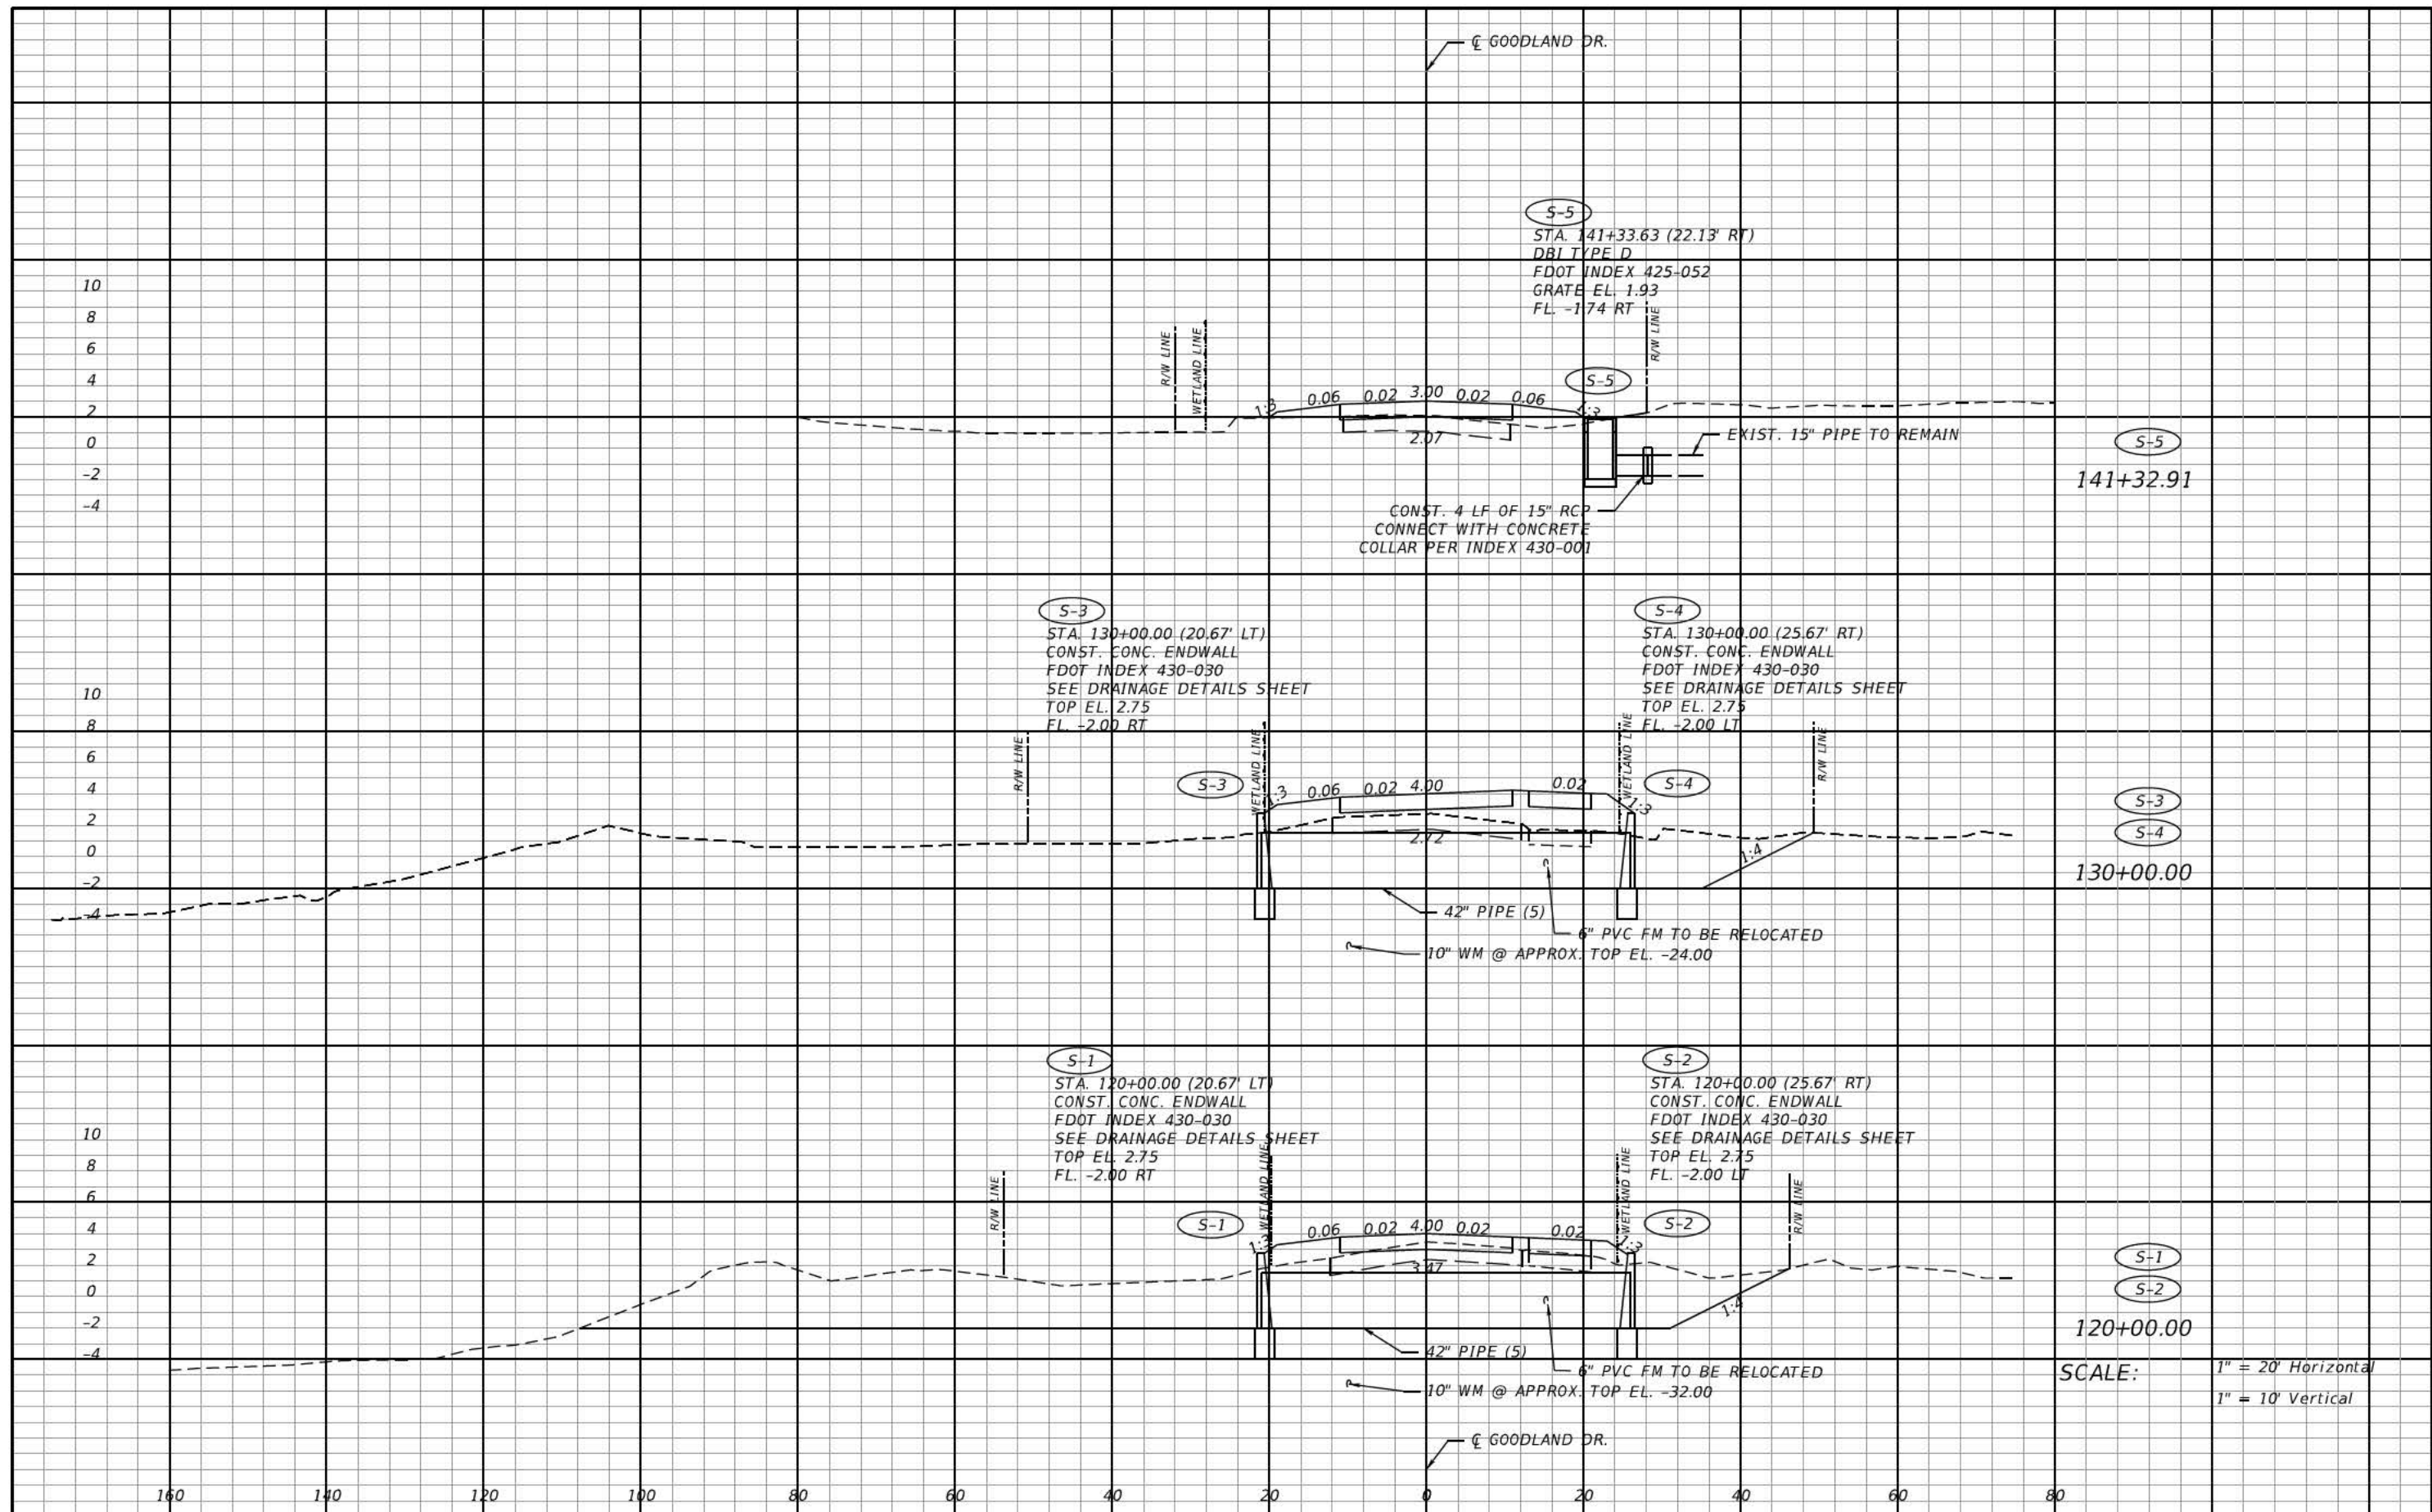 ℄ GOODLAND DR.
S-5
STA. 141+33.63 (22.13' RT)
DBI TYPE D
FDOT INDEX 425-052
GRATE EL. 1.93
FL. -1.74 RT
10
8
6
4
2
0
-2
-4
R/W LINE
WETLAND LINE
R/W LINE
S-5
1:3
0.06
0.02
3.00
0.02
0.06
1:3
2.07
EXIST. 15" PIPE TO REMAIN
CONST. 4 LF OF 15" RCP
CONNECT WITH CONCRETE
COLLAR PER INDEX 430-001
S-5
141+32.91
S-3
STA. 130+00.00 (20.67' LT)
CONST. CONC. ENDWALL
FDOT INDEX 430-030
SEE DRAINAGE DETAILS SHEET
TOP EL. 2.75
FL. -2.00 RT
S-4
STA. 130+00.00 (25.67' RT)
CONST. CONC. ENDWALL
FDOT INDEX 430-030
SEE DRAINAGE DETAILS SHEET
TOP EL. 2.75
FL. -2.00 LT
10
8
6
4
2
0
-2
-4
R/W LINE
WETLAND LINE
WETLAND LINE
R/W LINE
S-3
1:3
0.06
0.02
4.00
0.02
S-4
1:3
2.72
1:4
42" PIPE (5)
6" PVC FM TO BE RELOCATED
10" WM @ APPROX. TOP EL. -24.00
S-3
S-4
130+00.00
S-1
STA. 120+00.00 (20.67' LT)
CONST. CONC. ENDWALL
FDOT INDEX 430-030
SEE DRAINAGE DETAILS SHEET
TOP EL. 2.75
FL. -2.00 RT
S-2
STA. 120+00.00 (25.67' RT)
CONST. CONC. ENDWALL
FDOT INDEX 430-030
SEE DRAINAGE DETAILS SHEET
TOP EL. 2.75
FL. -2.00 LT
10
8
6
4
2
0
-2
-4
R/W LINE
WETLAND LINE
WETLAND LINE
R/W LINE
S-1
1:3
0.06
0.02
4.00
0.02
0.02
S-2
1:3
3.47
1:4
42" PIPE (5)
6" PVC FM TO BE RELOCATED
10" WM @ APPROX. TOP EL. -32.00
S-1
S-2
120+00.00
SCALE:
1" = 20' Horizontal
1" = 10' Vertical
℄ GOODLAND DR.
160
140
120
100
80
60
40
20
0
20
40
60
80